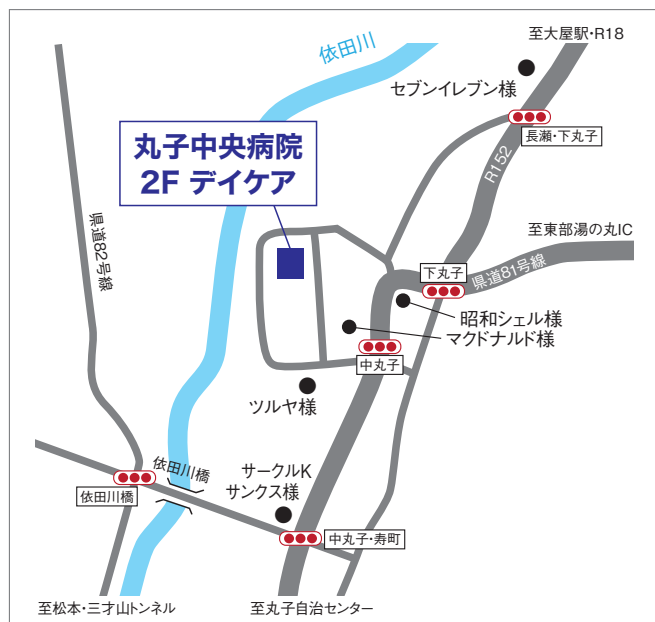 至大屋駅・R18
依田川
セブンイレブン様
長瀬・下丸子
丸子中央病院
2F デイケア
R152
県道82号線
至東部湯の丸IC
下丸子
県道81号線
昭和シェル様
マクドナルド様
中丸子
ツルヤ様
依田川橋
サークルK
サンクス様
依田川橋
中丸子・寿町
至松本・三才山トンネル
至丸子自治センター